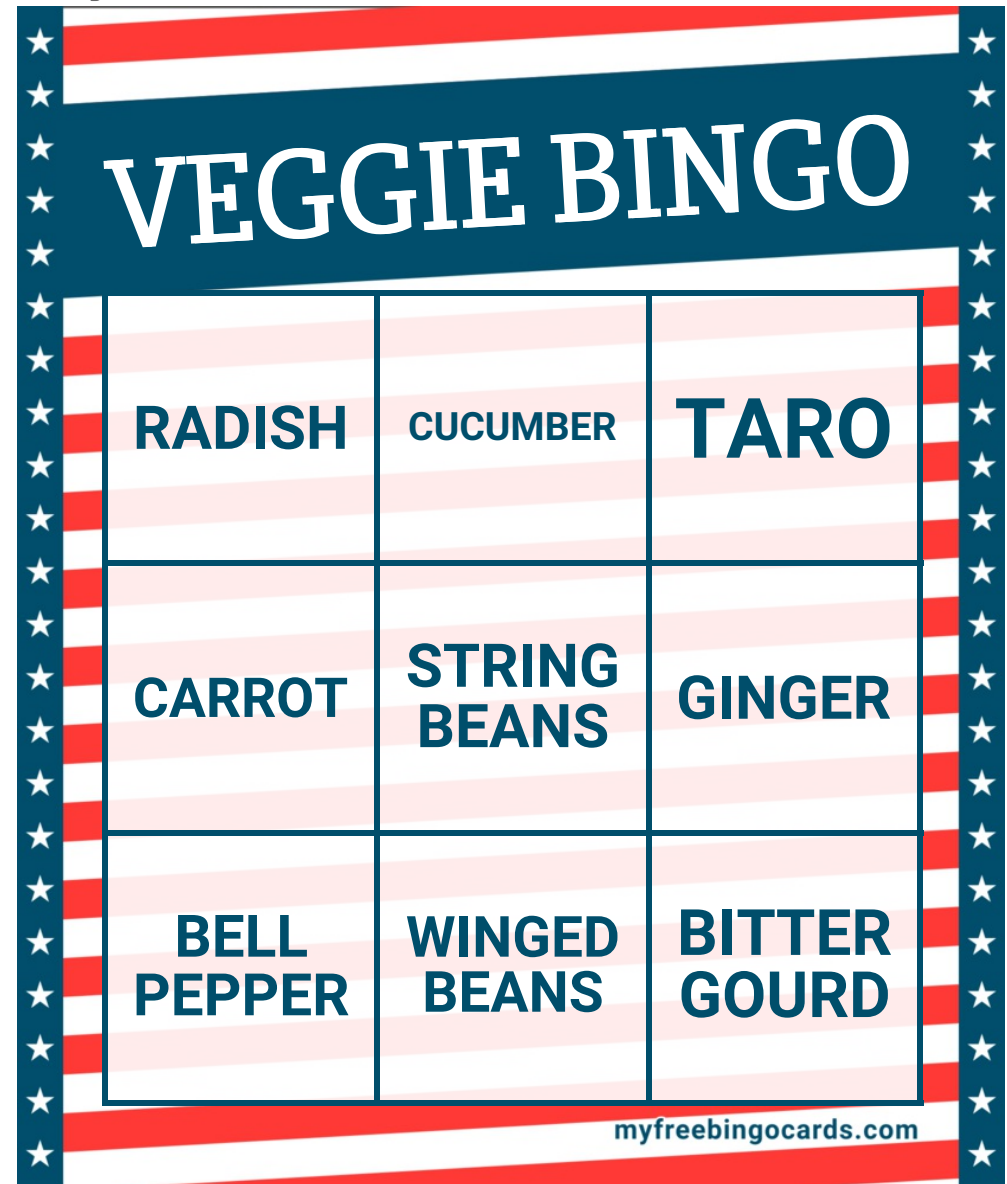 VEGGIE BINGO
RADISH
CUCUMBER
TARO
CARROT
STRING
BEANS
GINGER
BELL
PEPPER
WINGED
BEANS
BITTER
GOURD
myfreebingocards.com